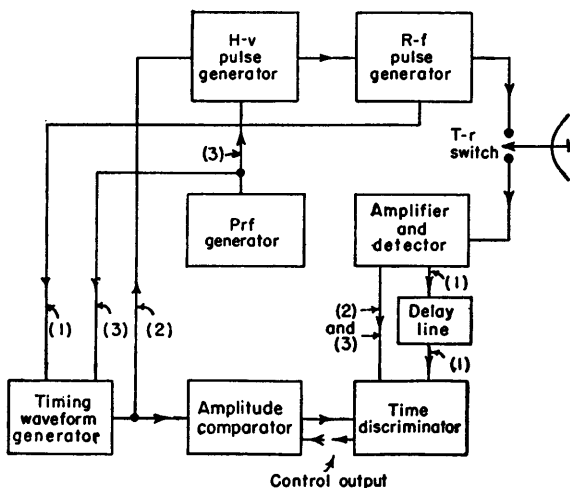 H-v
pulse
generator
R-f
pulse
generator
T-r
switch
(3)
Prf
generator
Amplifier
and
detector
(1)
(2)
and
(3)
Delay
line
(1)
(1)
(3)
(2)
Timing
waveform
generator
Amplitude
comparator
Time
discriminator
Control output